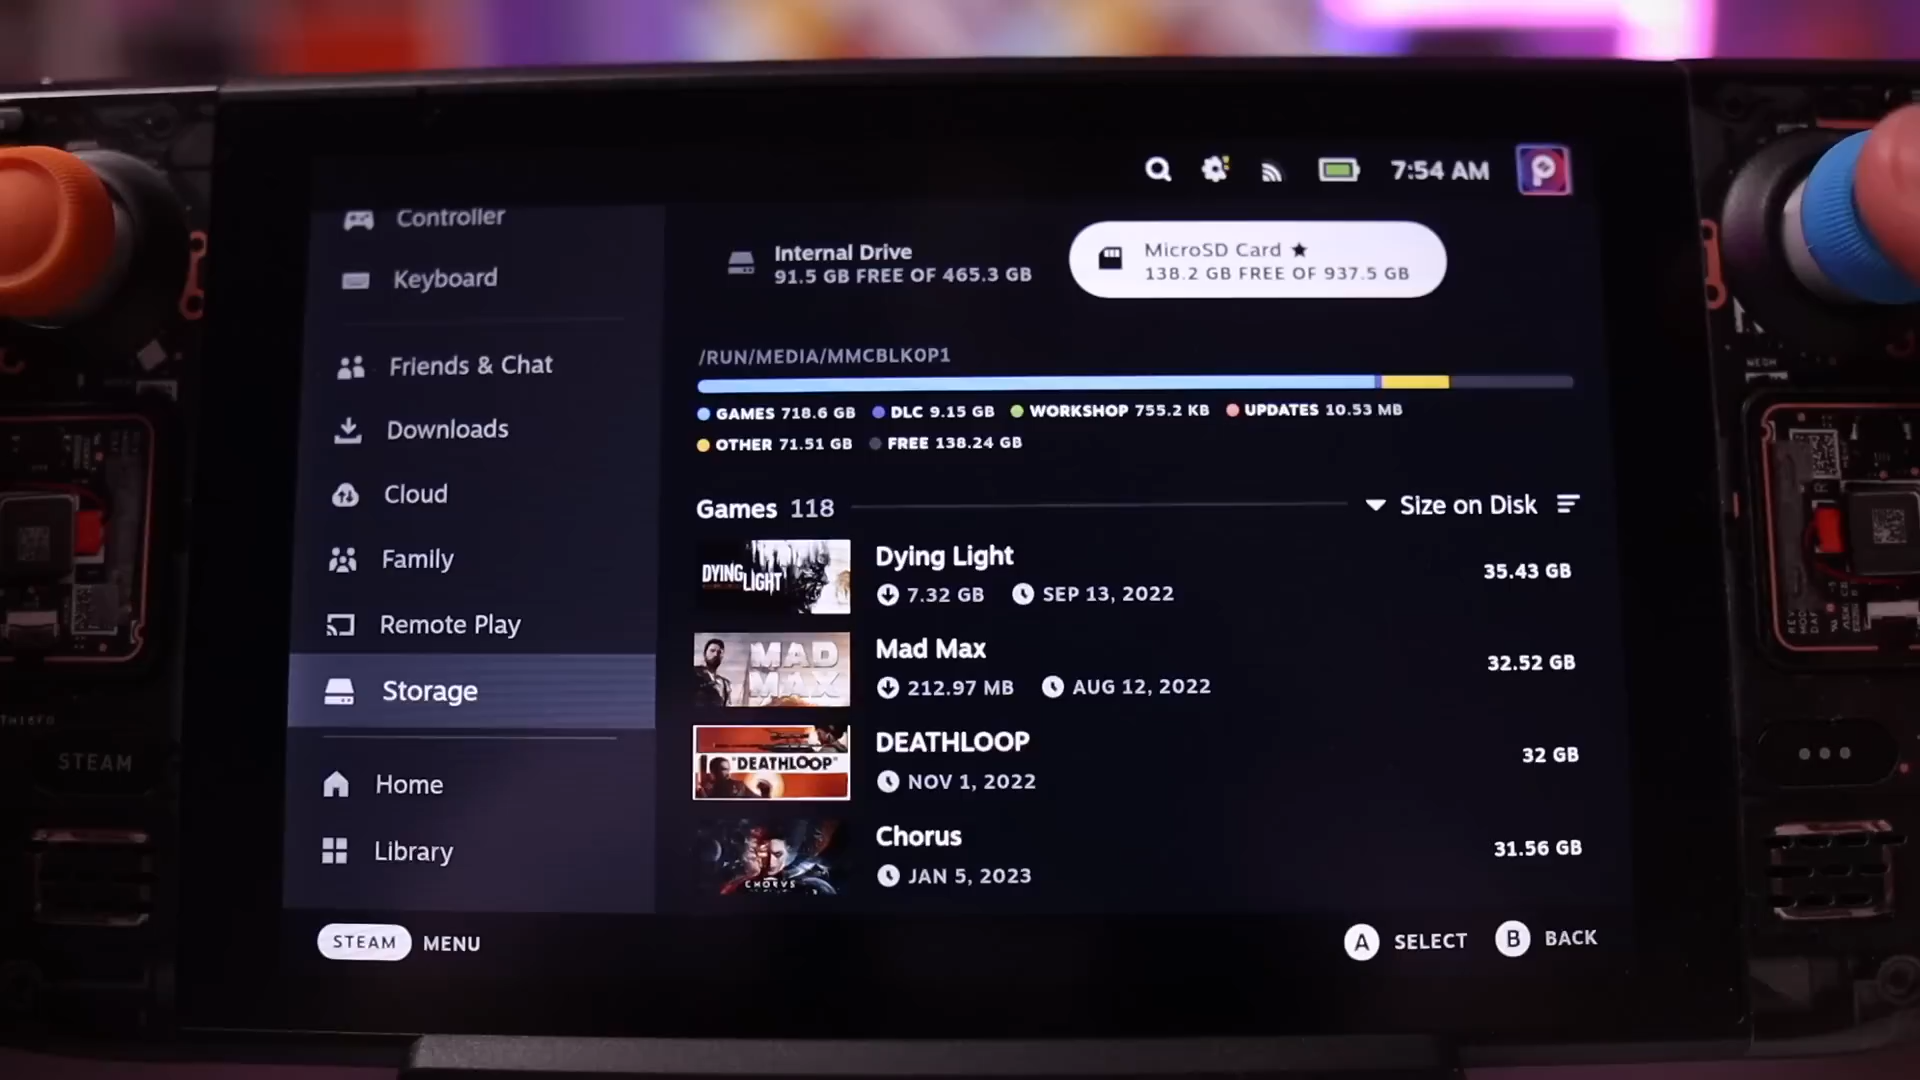 7:54 AM
Controller
Keyboard
Friends & Chat
Downloads
Cloud
Family
Remote Play
Storage
Home
Library
Internal Drive
91.5 GB FREE OF 465.3 GB
MicroSD Card ★
138.2 GB FREE OF 937.5 GB
/RUN/MEDIA/MMCBLK0P1
GAMES 718.6 GB DLC 9.15 GB WORKSHOP 755.2 KB UPDATES 10.53 MB
OTHER 71.51 GB FREE 138.24 GB
Games 118
Size on Disk
DYING LIGHT
Dying Light
7.32 GB SEP 13, 2022
35.43 GB
MAD MAX
Mad Max
212.97 MB AUG 12, 2022
32.52 GB
"DEATHLOOP"
DEATHLOOP
NOV 1, 2022
32 GB
CHORVS
Chorus
JAN 5, 2023
31.56 GB
STEAM MENU
A SELECT B BACK
STEAM